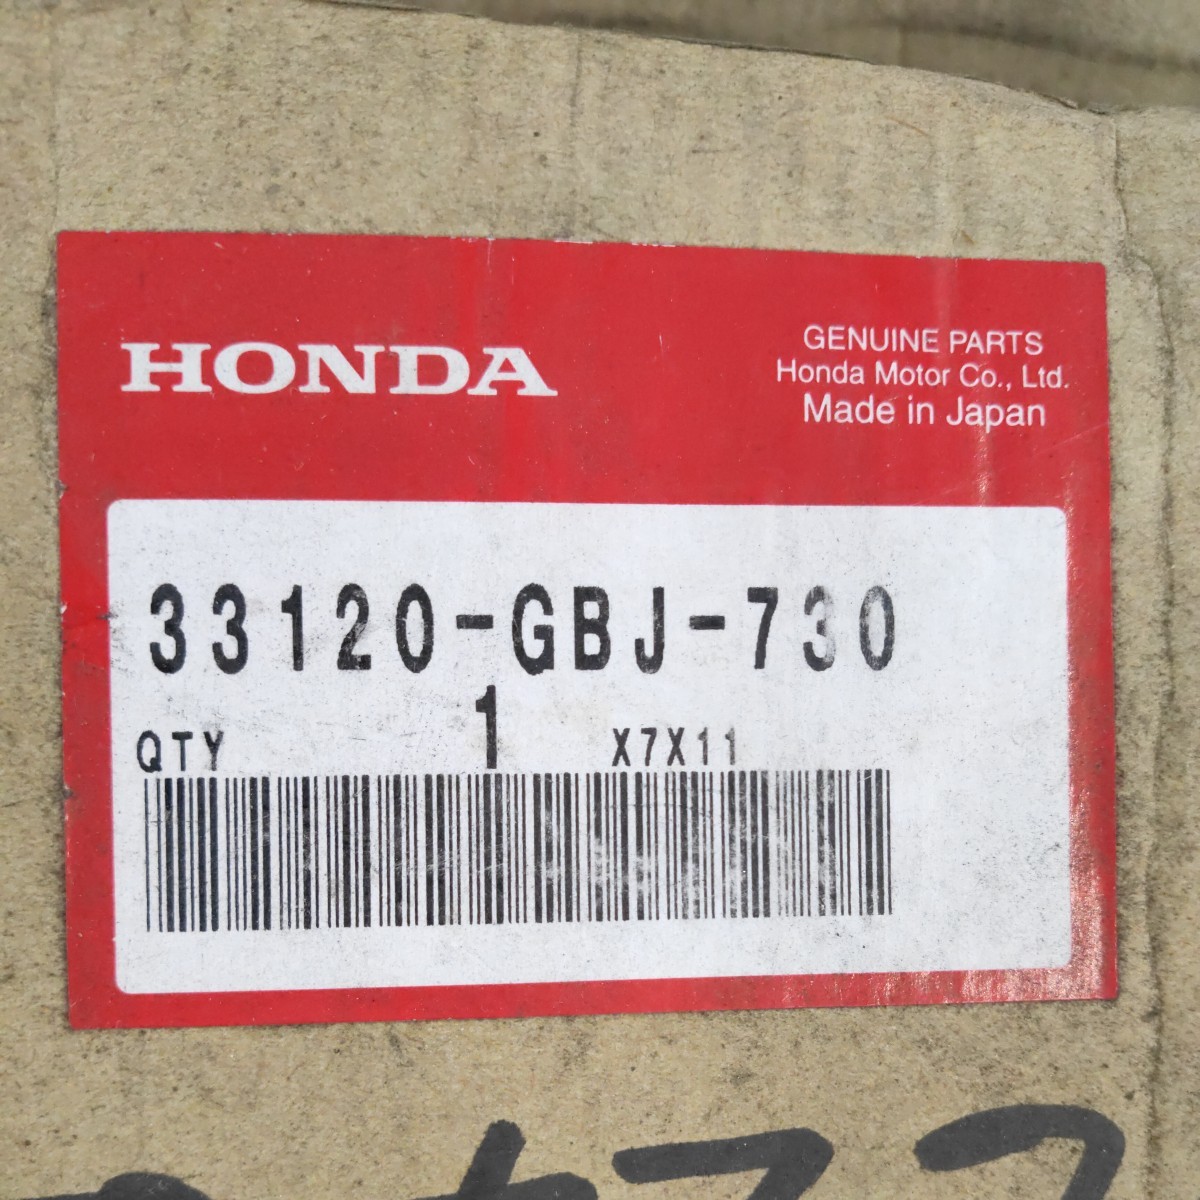 HONDA
GENUINE PARTS
Honda Motor Co., Ltd.
Made in Japan
33120-GBJ-730
QTY 1 X7X11